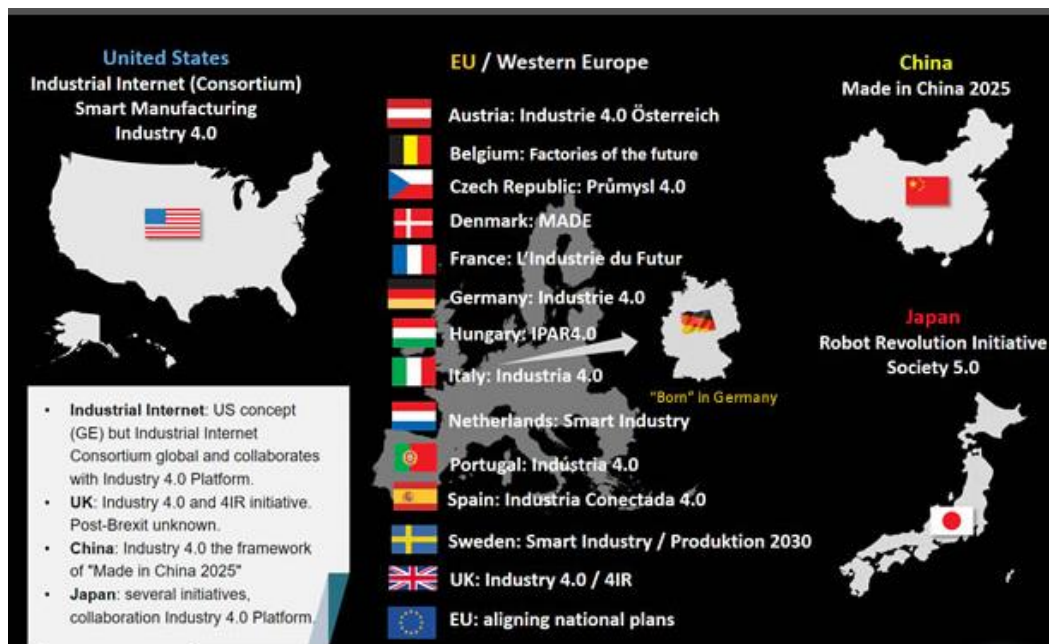 United States
Industrial Internet (Consortium)
Smart Manufacturing
Industry 4.0
EU / Western Europe
Austria: Industrie 4.0 Österreich
Belgium: Factories of the future
Czech Republic: Průmysl 4.0
Denmark: MADE
France: L'Industrie du Futur
Germany: Industrie 4.0
Hungary: IPAR4.0
Italy: Industria 4.0
Netherlands: Smart Industry
Portugal: Indústria 4.0
Spain: Industria Conectada 4.0
Sweden: Smart Industry / Produktion 2030
UK: Industry 4.0 / 4IR
EU: aligning national plans
"Born" in Germany
China
Made in China 2025
Japan
Robot Revolution Initiative
Society 5.0
• Industrial Internet: US concept
(GE) but Industrial Internet
Consortium global and collaborates
with Industry 4.0 Platform.
• UK: Industry 4.0 and 4IR initiative.
Post-Brexit unknown.
• China: Industry 4.0 the framework
of "Made in China 2025"
• Japan: several initiatives,
collaboration Industry 4.0 Platform.